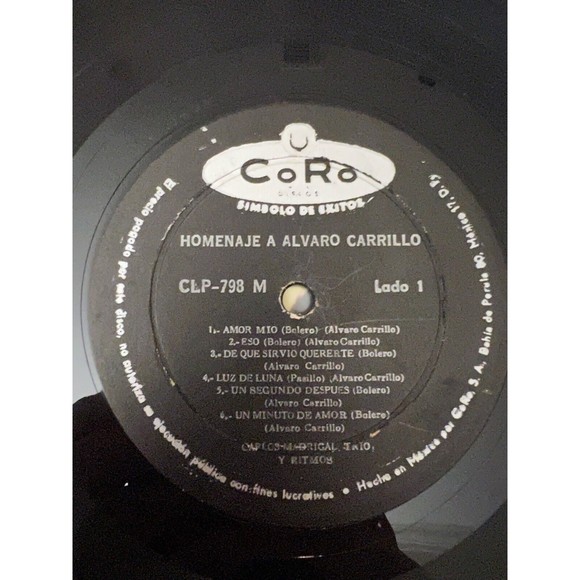 CoRo
DISCOS
SIMBOLO DE EXITOS
HOMENAJE A ALVARO CARRILLO
CLP-798 M Lado 1
1,- AMOR MIO (Bolero) (Alvaro Carrillo)
2.- ESO (Bolero) (Alvaro Carrillo)
3,- DE QUE SIRVIO QUERERTE (Bolero)
(Alvaro Carrillo)
4,- LUZ DE LUNA (Pasillo) (Alvaro Carrillo)
5,- UN SEGUNDO DESPUES (Bolero)
(Alvaro Carrillo)
6,- UN MINUTO DE AMOR (Bolero)
(Alvaro Carrillo)
CARLOS MADRIGAL, TRIO
Y RITMOS
El precio pagado por este disco, no autoriza su ejecución pública con fines lucrativos • Hecho en México por CoRo, S. A. Bahía de Perula 80, México 17, D. F.